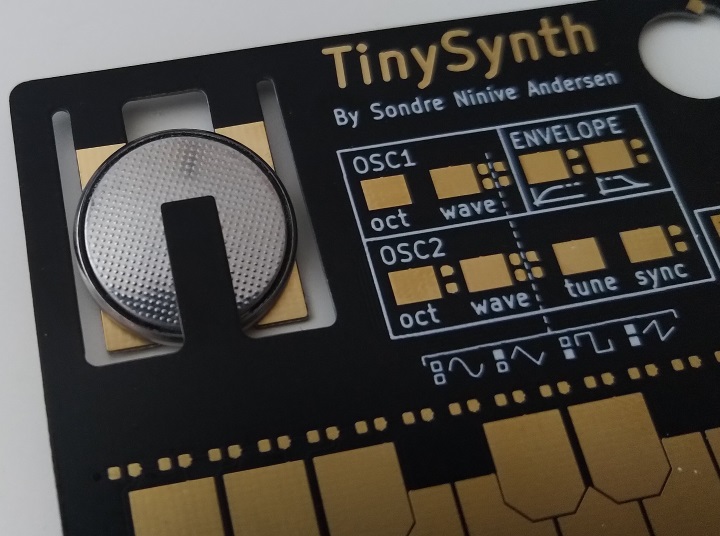 TinySynth
By Sondre Ninive Andersen
OSC1
oct wave
ENVELOPE
OSC2
oct wave tune sync